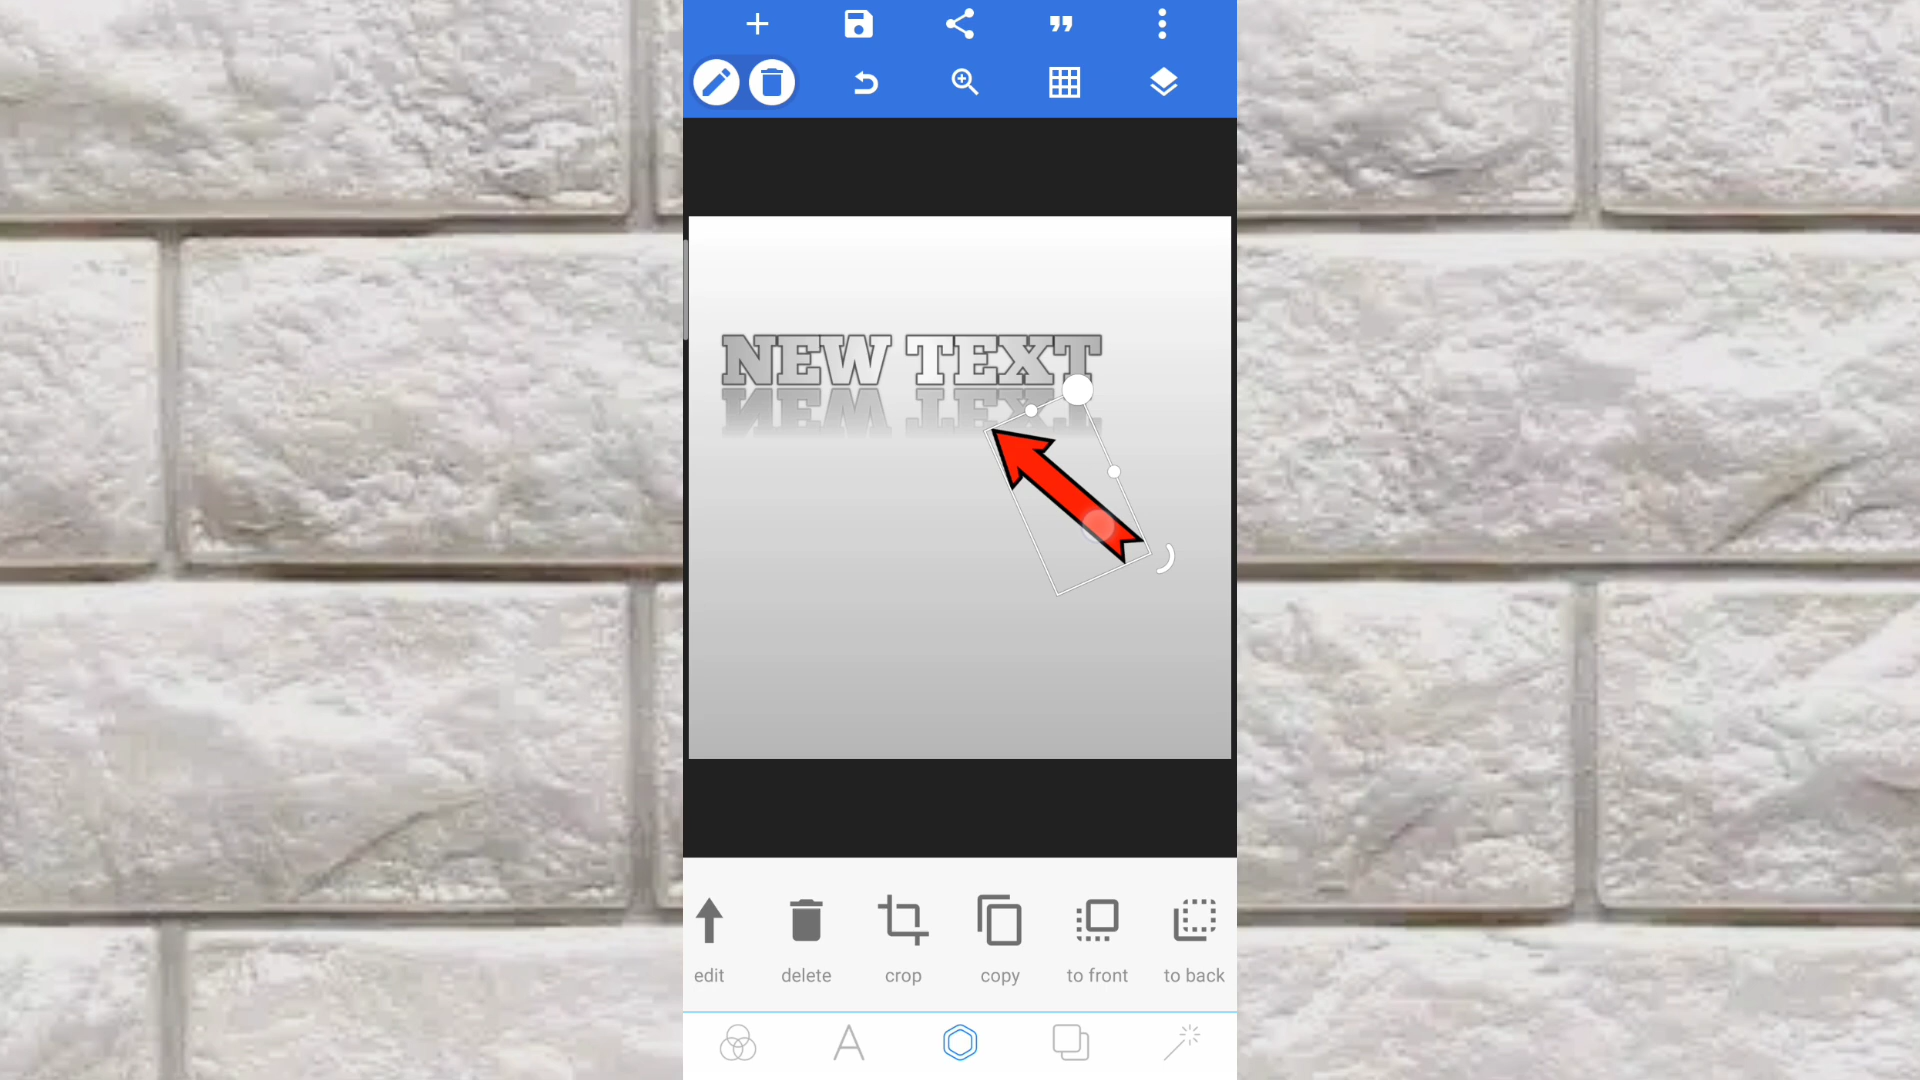 NEW TEXT
edit
delete
crop
copy
to front
to back